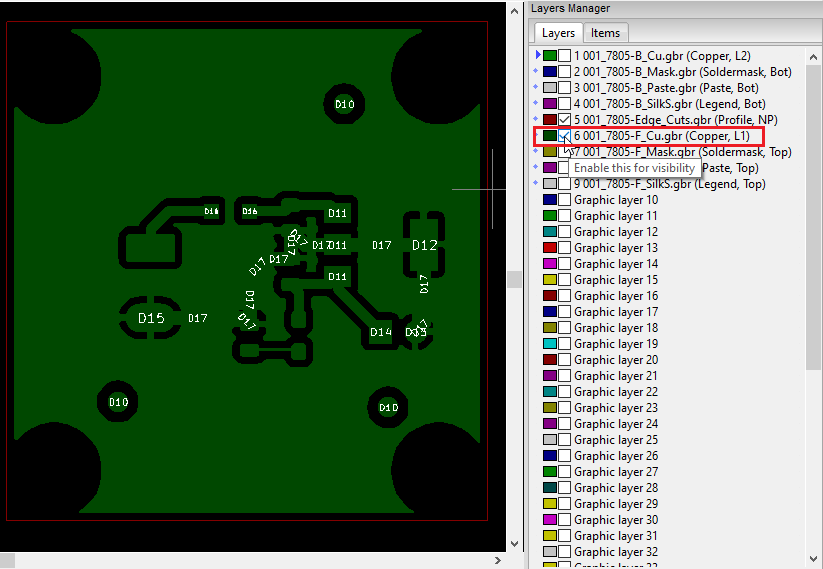 Layers Manager
Layers Items
1 001_7805-B_Cu.gbr (Copper, L2)
2 001_7805-B_Mask.gbr (Soldermask, Bot)
3 001_7805-B_Paste.gbr (Paste, Bot)
4 001_7805-B_SilkS.gbr (Legend, Bot)
5 001_7805-Edge_Cuts.gbr (Profile, NP)
6 001_7805-F_Cu.gbr (Copper, L1)
7 001_7805-F_Mask.gbr (Soldermask, Top)
Enable this for visibility Paste, Top)
9 001_7805-F_SilkS.gbr (Legend, Top)
Graphic layer 10
Graphic layer 11
Graphic layer 12
Graphic layer 13
Graphic layer 14
Graphic layer 15
Graphic layer 16
Graphic layer 17
Graphic layer 18
Graphic layer 19
Graphic layer 20
Graphic layer 21
Graphic layer 22
Graphic layer 23
Graphic layer 24
Graphic layer 25
Graphic layer 26
Graphic layer 27
Graphic layer 28
Graphic layer 29
Graphic layer 30
Graphic layer 31
Graphic layer 32
D10
D16 D16 D11
D17 D17 D17 D11 D17 D12
D17 D17
D11
D17
D17
D15 D17 D17
D14 D17
D10
D10